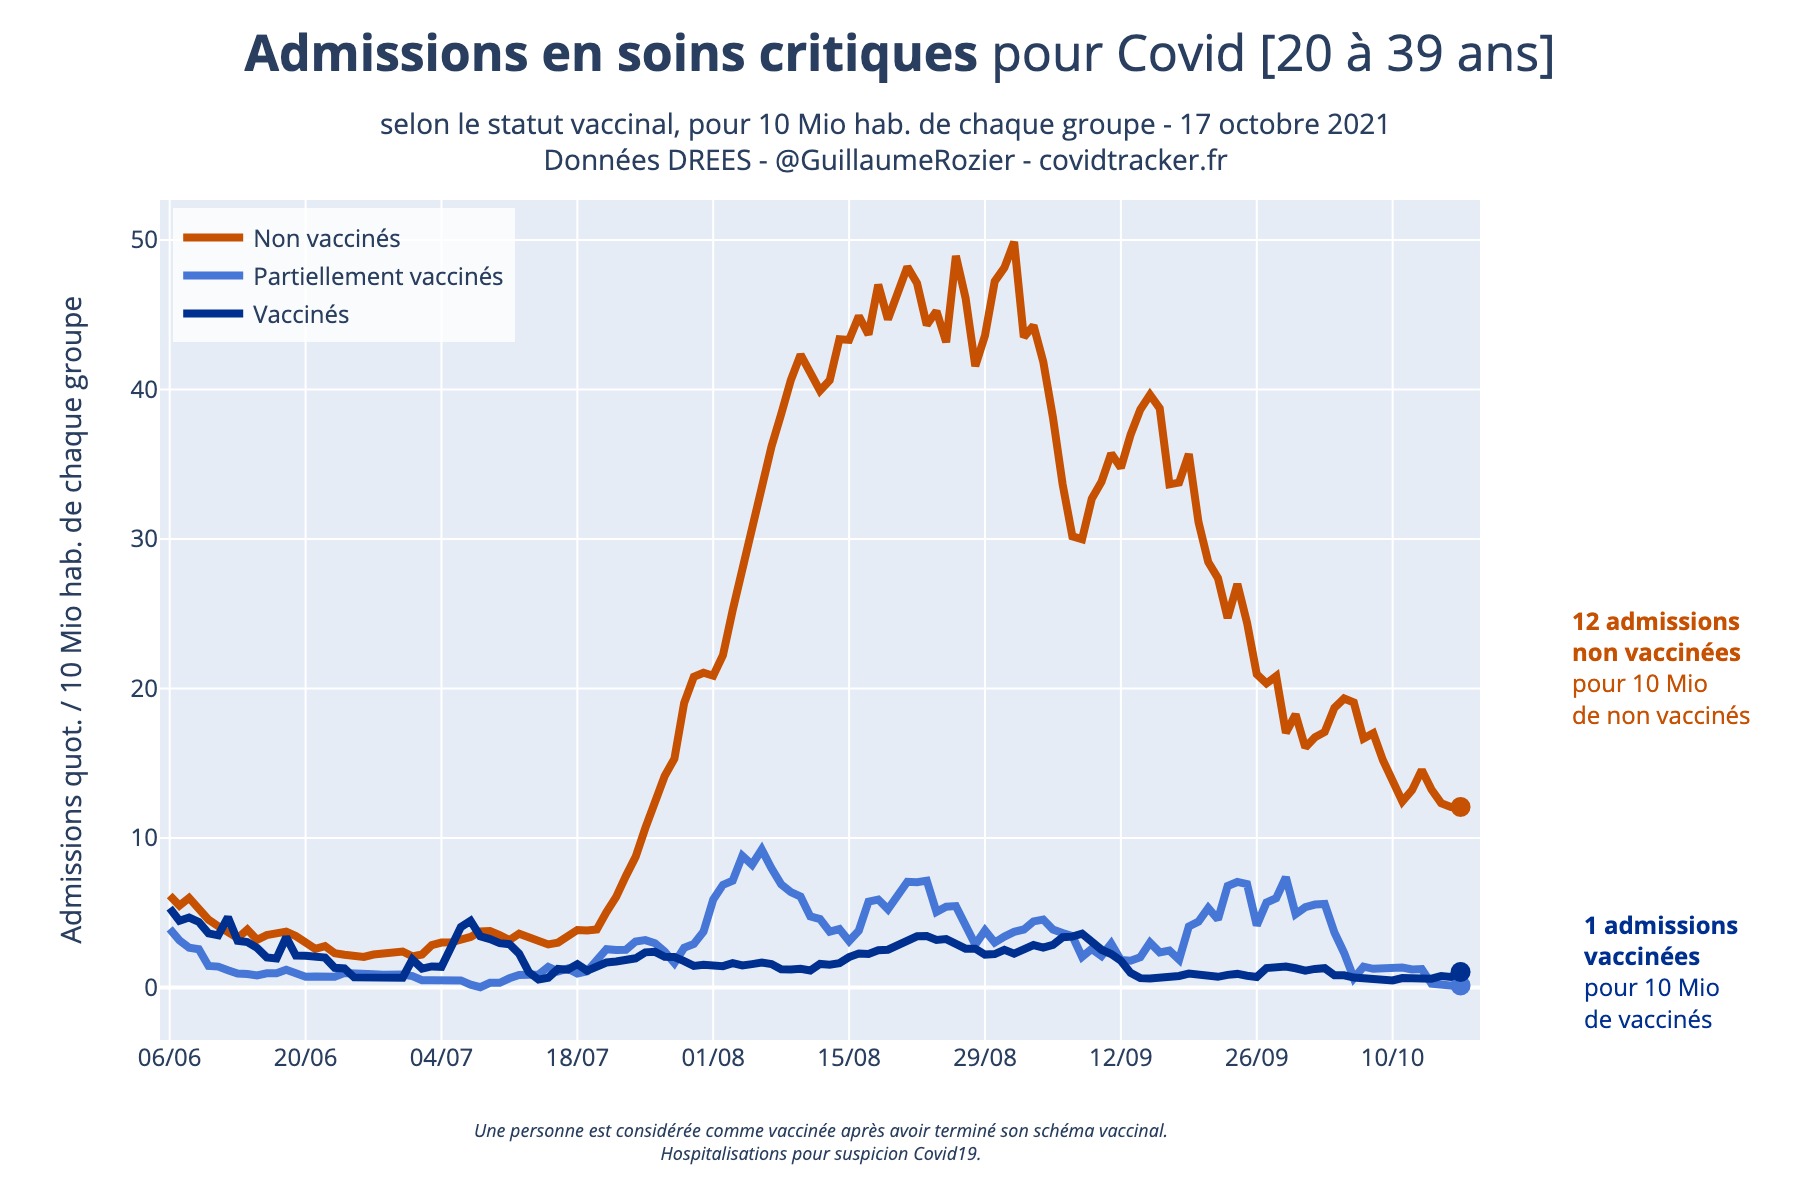 Admissions en soins critiques pour Covid [20 à 39 ans]
selon le statut vaccinal, pour 10 Mio hab. de chaque groupe - 17 octobre 2021
Données DREES - @GuillaumeRozier - covidtracker.fr
Non vaccinés
Partiellement vaccinés
Vaccinés
Admissions quot. / 10 Mio hab. de chaque groupe
50
40
30
20
10
0
06/06
20/06
04/07
18/07
01/08
15/08
29/08
12/09
26/09
10/10
12 admissions
non vaccinées
pour 10 Mio
de non vaccinés
1 admissions
vaccinées
pour 10 Mio
de vaccinés
Une personne est considérée comme vaccinée après avoir terminé son schéma vaccinal.
Hospitalisations pour suspicion Covid19.